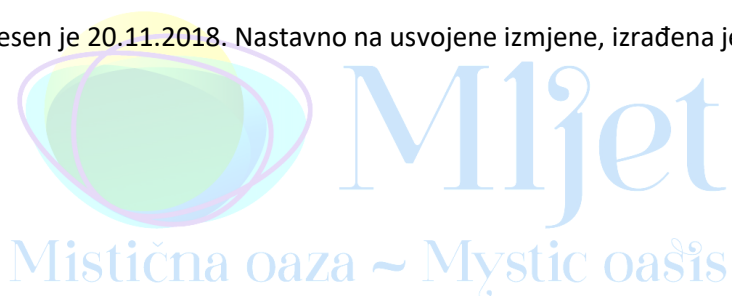 esen je 20.11.2018. Nastavno na usvojene izmjene, izrađena je
Mljet
Mistična oaza ~ Mystic oasis